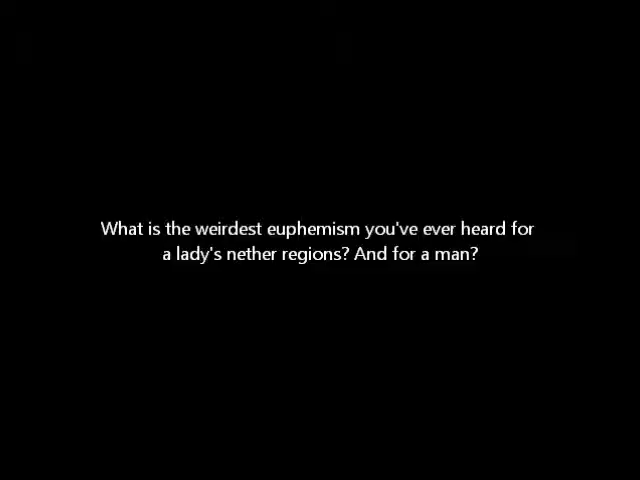 What is the weirdest euphemism you've ever heard for
a lady's nether regions? And for a man?